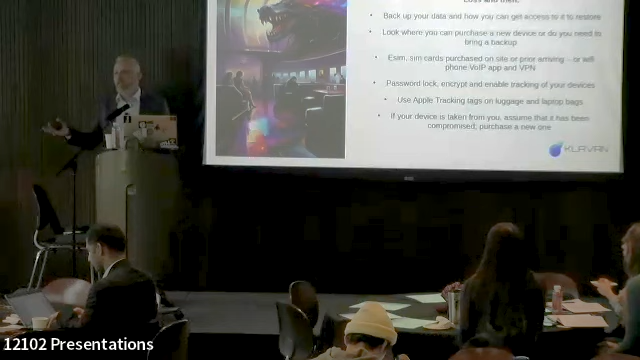 Loss and theft
• Back up your data and how you can get access to it to restore
• Look where you can purchase a new device or do you need to
bring a backup
• Esim, sim cards purchased on site or prior arriving – or wifi
phone VoIP app and VPN
• Password lock, encrypt and enable tracking of your devices
• Use Apple Tracking tags on luggage and laptop bags
• If your device is taken from you, assume that it has been
compromised, purchase a new one
KLRVAN
12102 Presentations